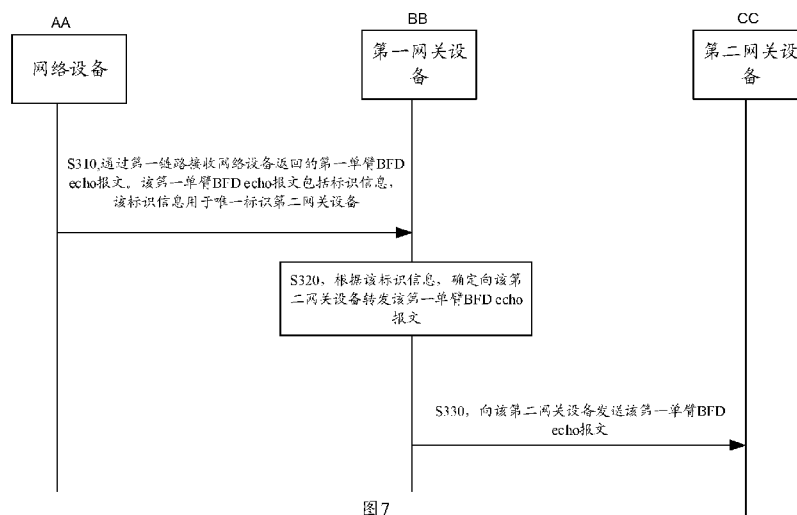 AA
BB
CC
网络设备
第一网关设
备
第二网关设
备
S310,通过第一链路接收网络设备返回的第一单臂BFD
echo报文。该第一单臂BFD echo报文包括标识信息，
该标识信息用于唯一标识第二网关设备
S320，根据该标识信息，确定向该第
二网关设备转发该第一单臂BFD echo
报文
S330，向该第二网关设备发送该第一单臂BFD
echo报文
图7